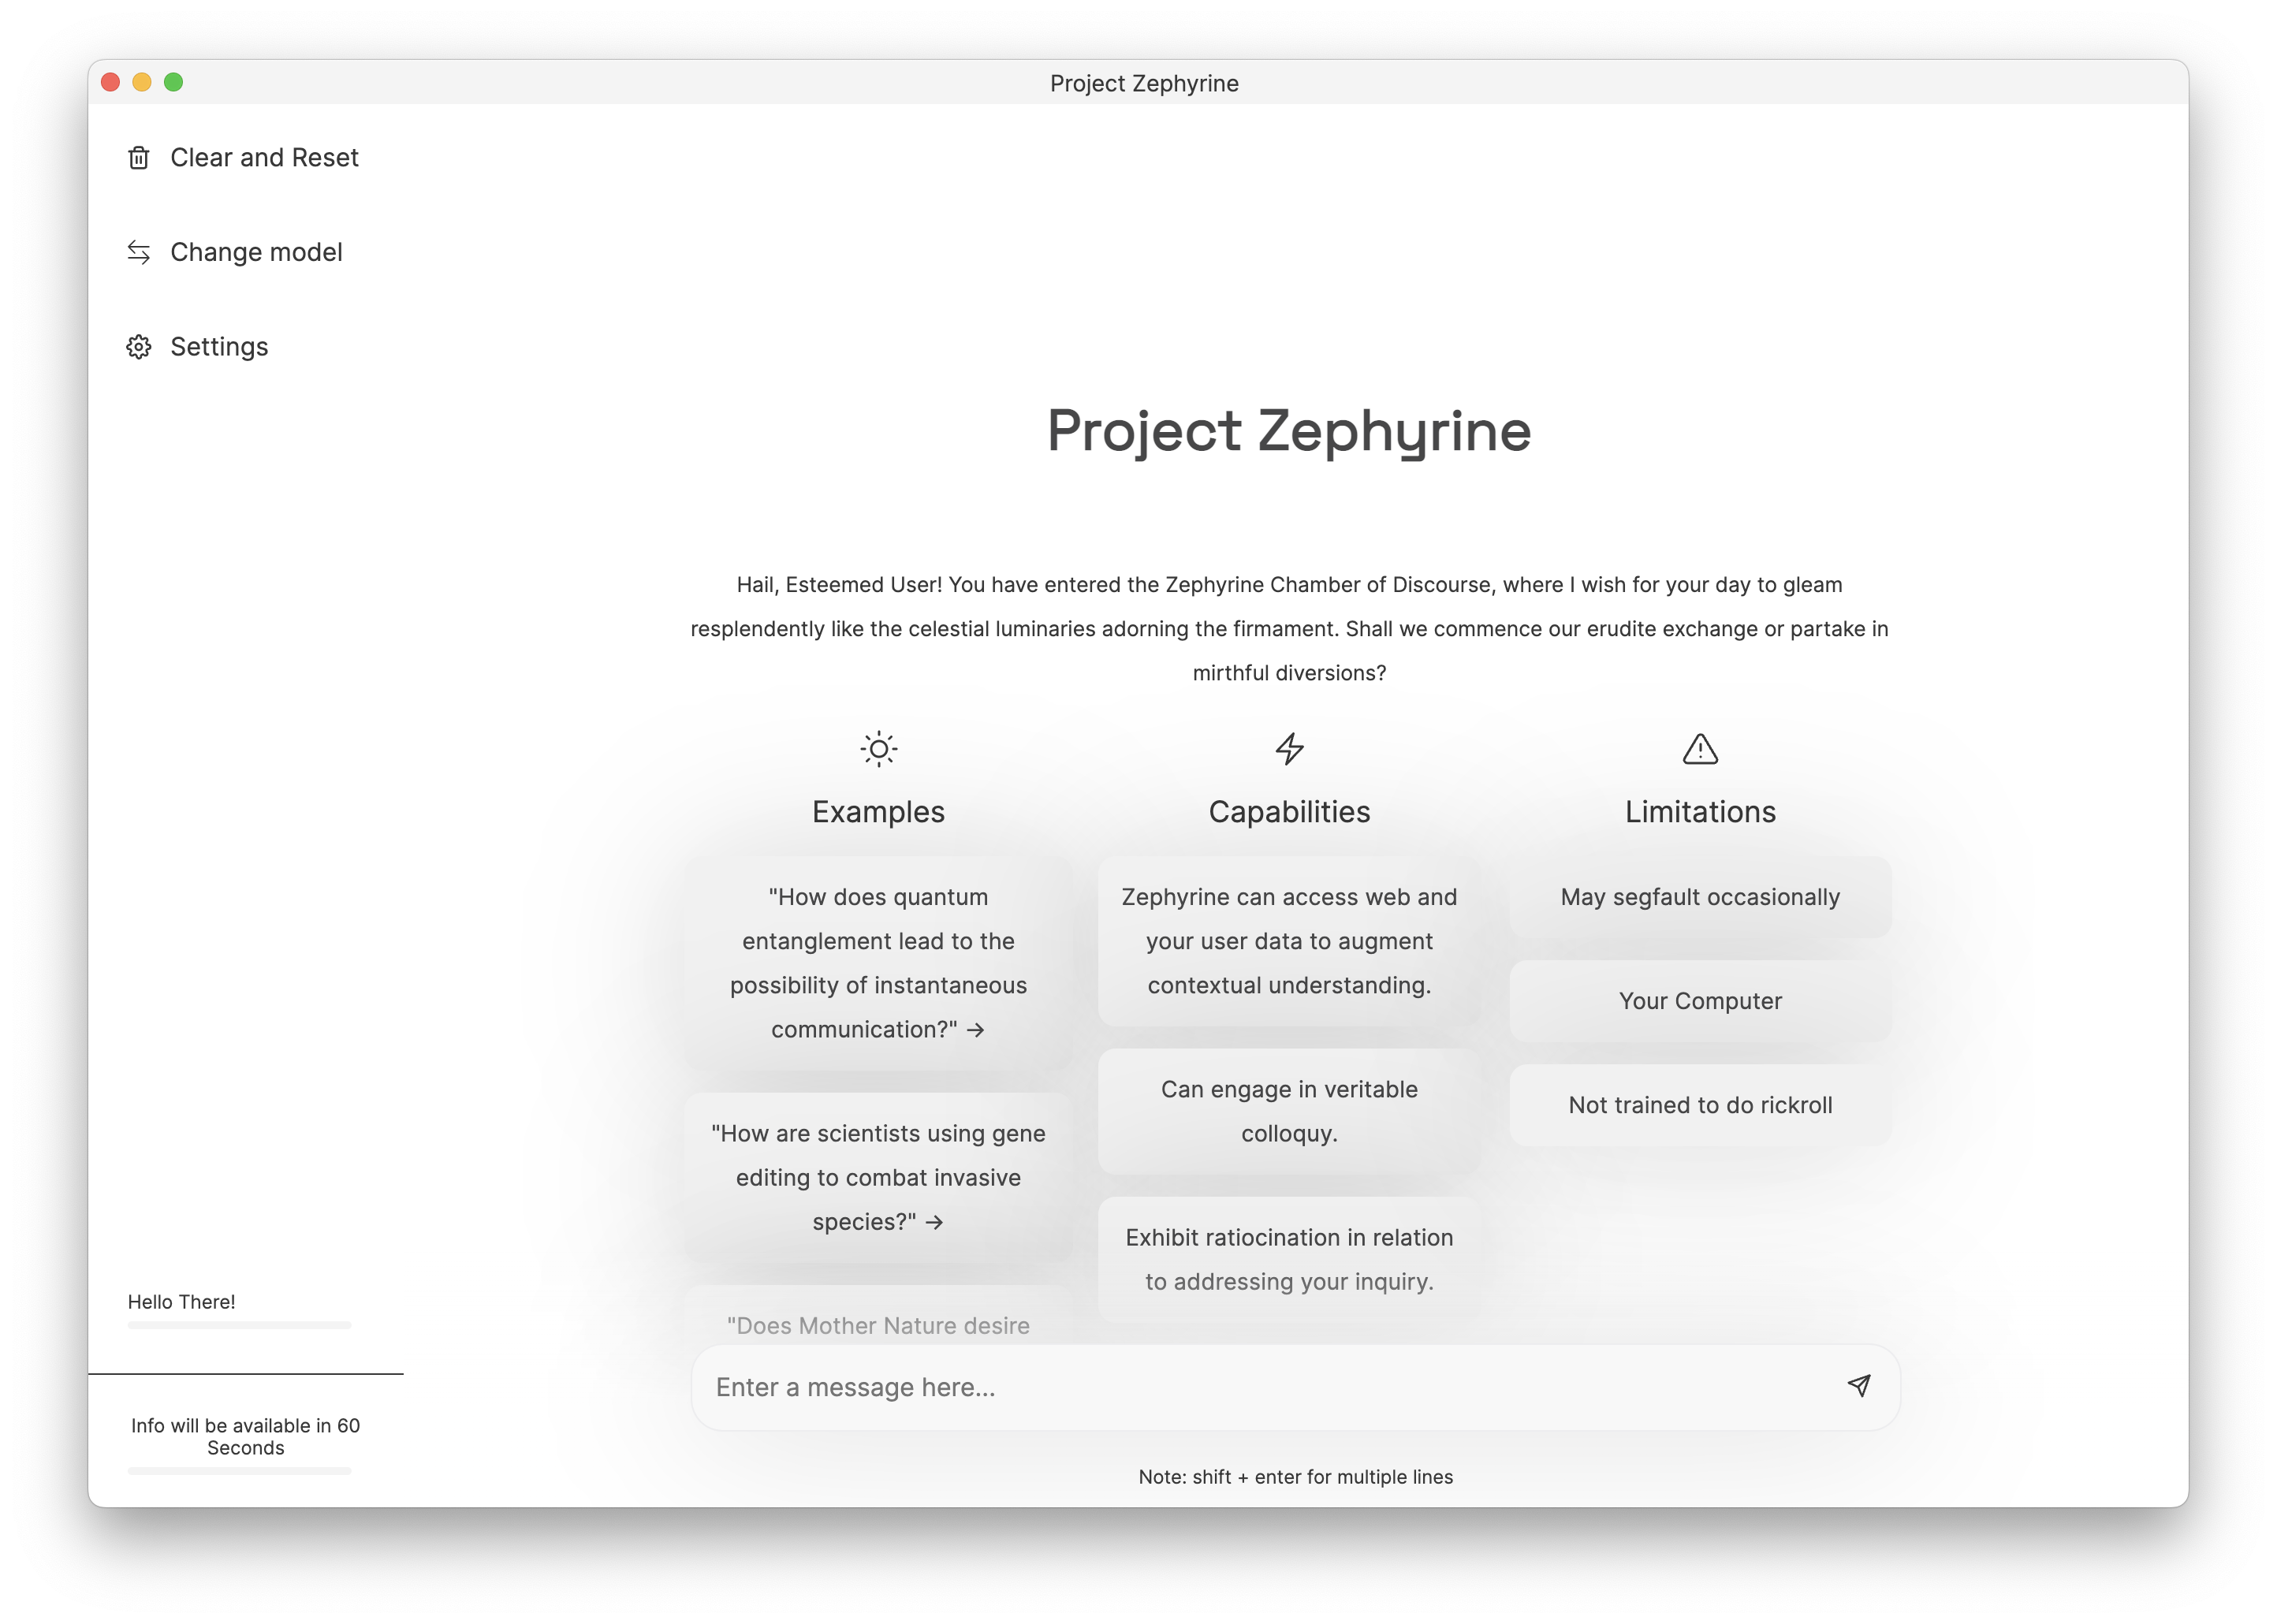 Project Zephyrine
Clear and Reset
Change model
Settings
Project Zephyrine
Hail, Esteemed User! You have entered the Zephyrine Chamber of Discourse, where I wish for your day to gleam
resplendently like the celestial luminaries adorning the firmament. Shall we commence our erudite exchange or partake in
mirthful diversions?
Examples
"How does quantum
entanglement lead to the
possibility of instantaneous
communication?" →
"How are scientists using gene
editing to combat invasive
species?" →
"Does Mother Nature desire
Capabilities
Zephyrine can access web and
your user data to augment
contextual understanding.
Can engage in veritable
colloquy.
Exhibit ratiocination in relation
to addressing your inquiry.
Limitations
May segfault occasionally
Your Computer
Not trained to do rickroll
Hello There!
Info will be available in 60
Seconds
Enter a message here...
Note: shift + enter for multiple lines